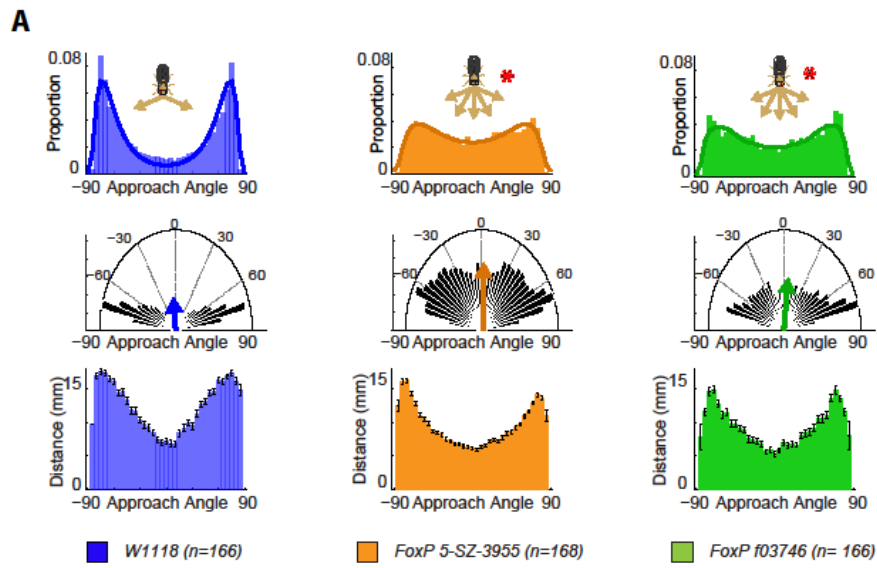 A
0.08 Proportion 0 −90 Approach Angle 90
0.08 Proportion 0 −90 Approach Angle 90 *
0.08 Proportion 0 −90 Approach Angle 90 *
−60 −30 0 30 60 −90 Approach Angle 90
−60 −30 0 30 60 −90 Approach Angle 90
−60 −30 0 30 60 −90 Approach Angle 90
15 Distance (mm) 0 −90 Approach Angle 90
15 Distance (mm) 0 −90 Approach Angle 90
15 Distance (mm) 0 −90 Approach Angle 90
W1118 (n=166)
FoxP 5-SZ-3955 (n=168)
FoxP f03746 (n= 166)